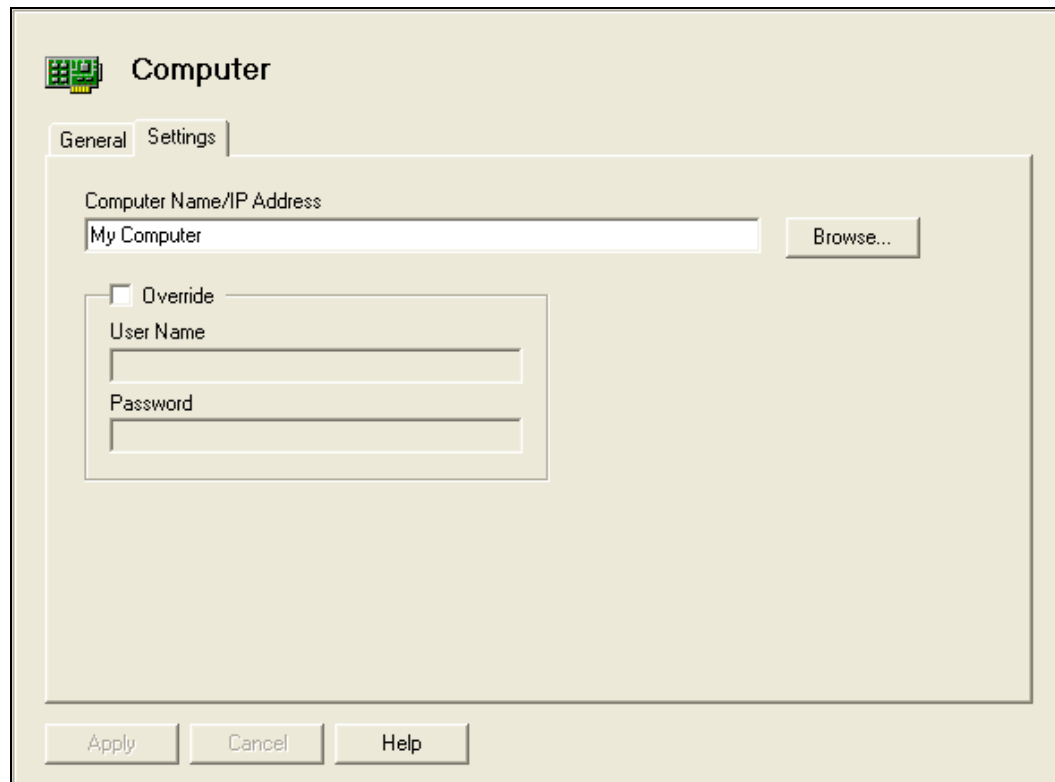 Computer
General Settings
Computer Name/IP Address
My Computer Browse...
Override
User Name
Password
Apply Cancel Help